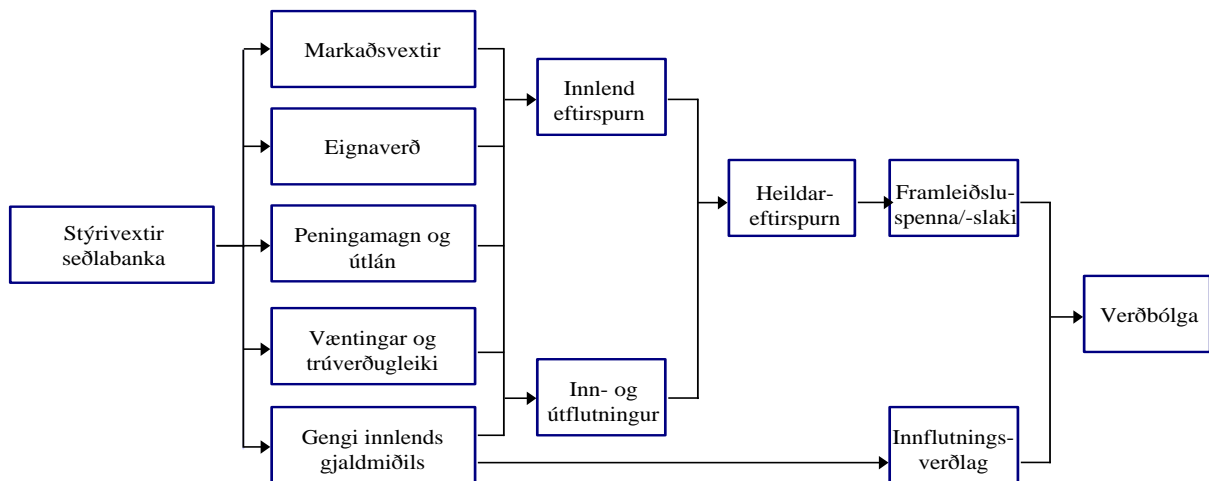 Stýrivextir
seðlabanka
Markaðsvextir
Eignaverð
Peningamagn og
útlán
Væntingar og
trúverðugleiki
Gengi innlends
gjaldmiðils
Innlend
eftirspurn
Inn- og
útflutningur
Heildar-
eftirspurn
Framleiðslu-
spenna/-slaki
Innflutnings-
verðlag
Verðbólga